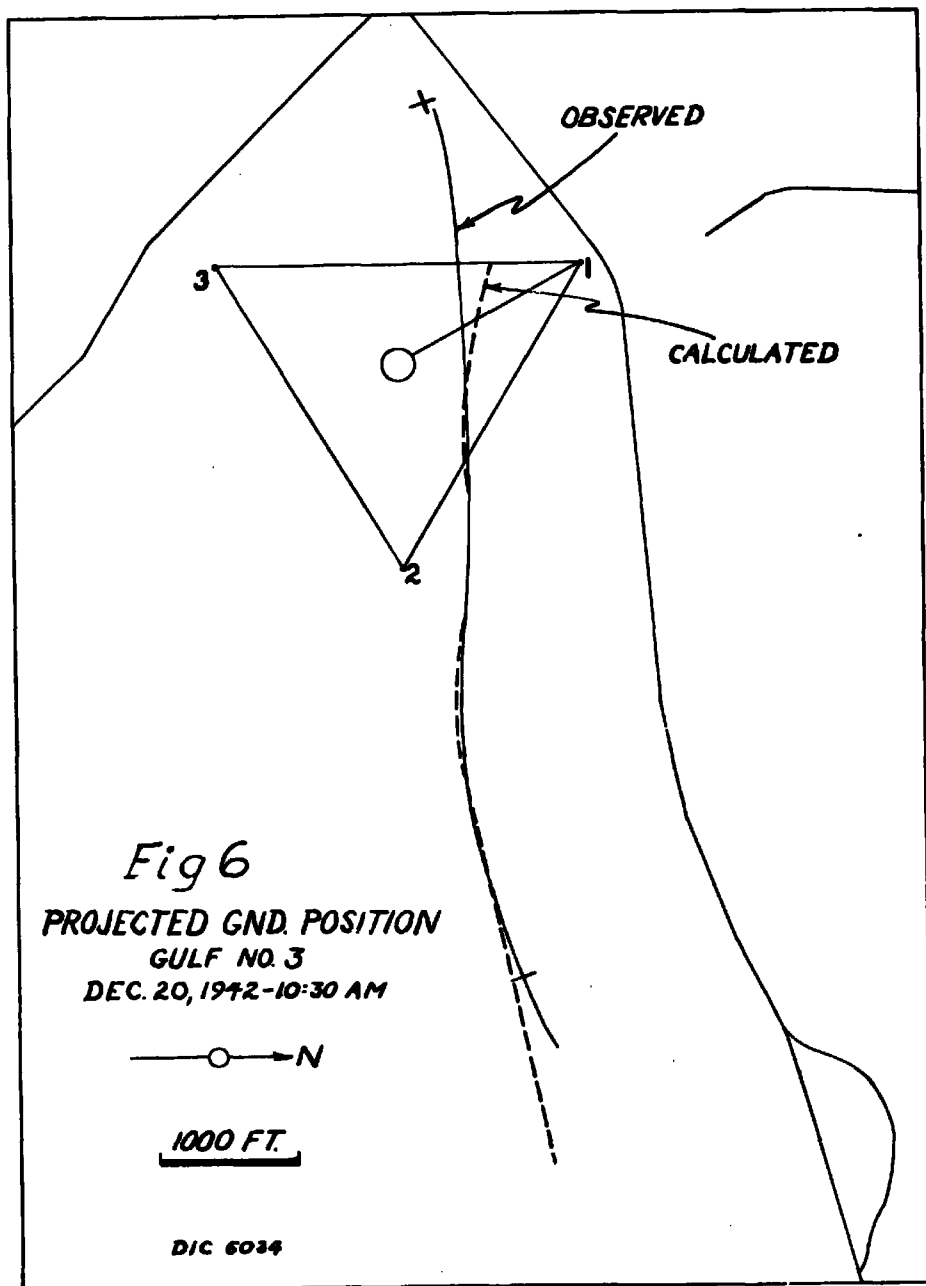 OBSERVED
3
1
CALCULATED
2
Fig 6
PROJECTED GND. POSITION
GULF NO. 3
DEC. 20, 1942-10:30 AM
N
1000 FT.
DIC 6034